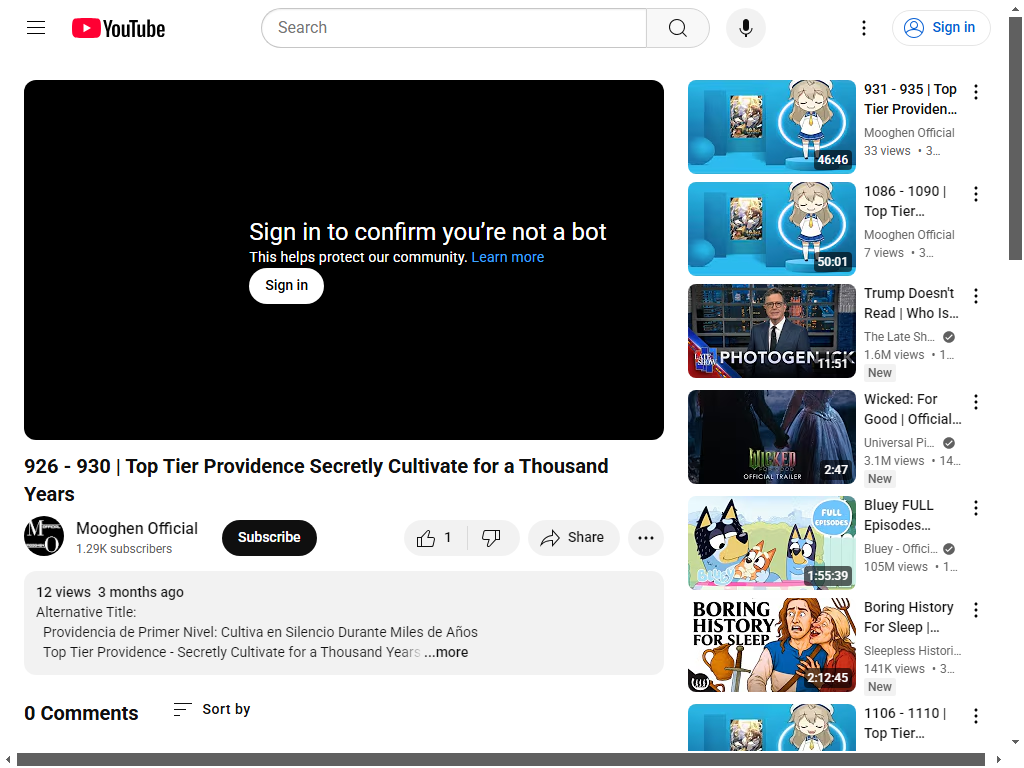 YouTube
Search
Sign in
Sign in to confirm you're not a bot
This helps protect our community. Learn more
Sign in
926 - 930 | Top Tier Providence Secretly Cultivate for a Thousand
Years
Mooghen Official
1.29K subscribers
Subscribe
1
Share
12 views 3 months ago
Alternative Title:
Providencia de Primer Nivel: Cultiva en Silencio Durante Miles de Años
Top Tier Providence - Secretly Cultivate for a Thousand Years ...more
0 Comments
Sort by
46:46
931 - 935 | Top
Tier Providen...
Mooghen Official
33 views • 3...
50:01
1086 - 1090 |
Top Tier...
Mooghen Official
7 views • 3...
LATE SHOW
PHOTOGENLICK
11:51
Trump Doesn't
Read | Who Is...
The Late Sh...
1.6M views • 1...
New
WICKED
FOR GOOD
OFFICIAL TRAILER
2:47
Wicked: For
Good | Official...
Universal Pi...
3.1M views • 14...
New
FULL
EPISODES
BLUEY
1:55:39
Bluey FULL
Episodes...
Bluey - Offici...
105M views • 1...
BORING
HISTORY
FOR SLEEP
2:12:45
Boring History
For Sleep |...
Sleepless Histori...
141K views • 3...
New
1106 - 1110 |
Top Tier...